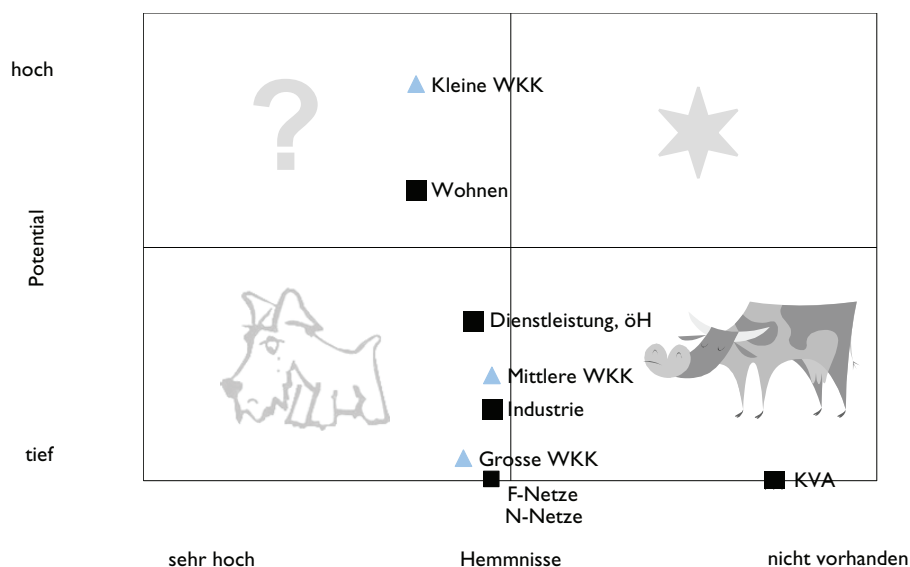 hoch
Kleine WKK
?
Wohnen
Potential
Dienstleistung, öH
Mittlere WKK
Industrie
tief
Grosse WKK
KVA
F-Netze
N-Netze
sehr hoch
Hemmnisse
nicht vorhanden